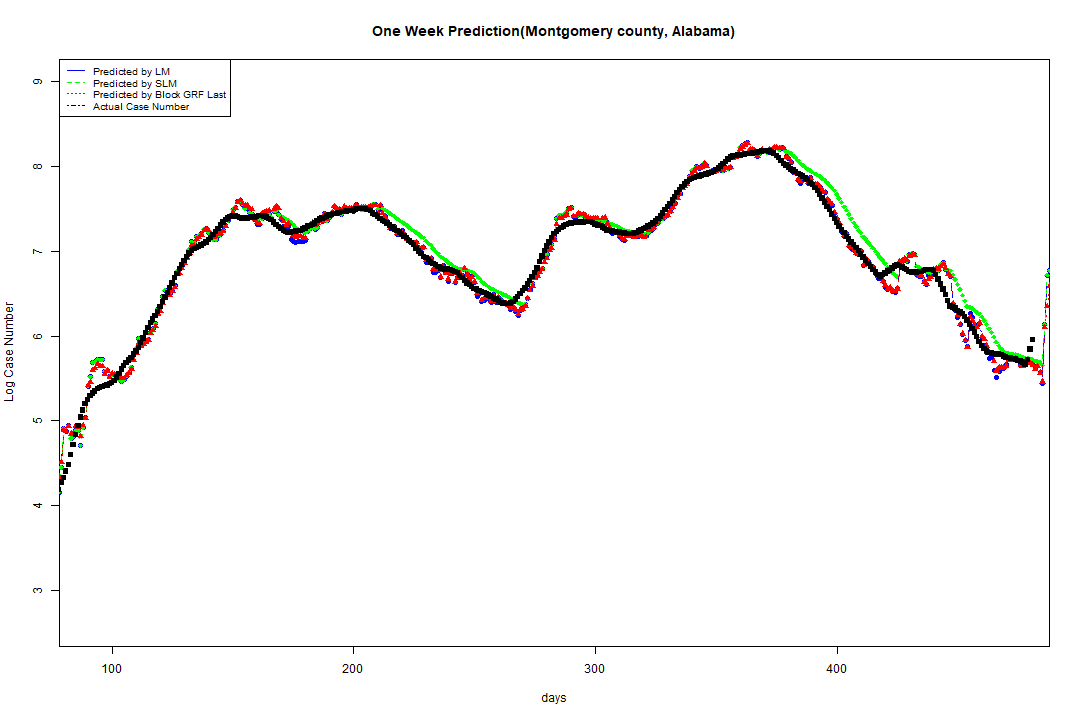 One Week Prediction(Montgomery county, Alabama)
Predicted by LM
Predicted by SLM
Predicted by Block GRF Last
Actual Case Number
9
8
7
6
5
4
3
Log Case Number
100 200 300 400
days